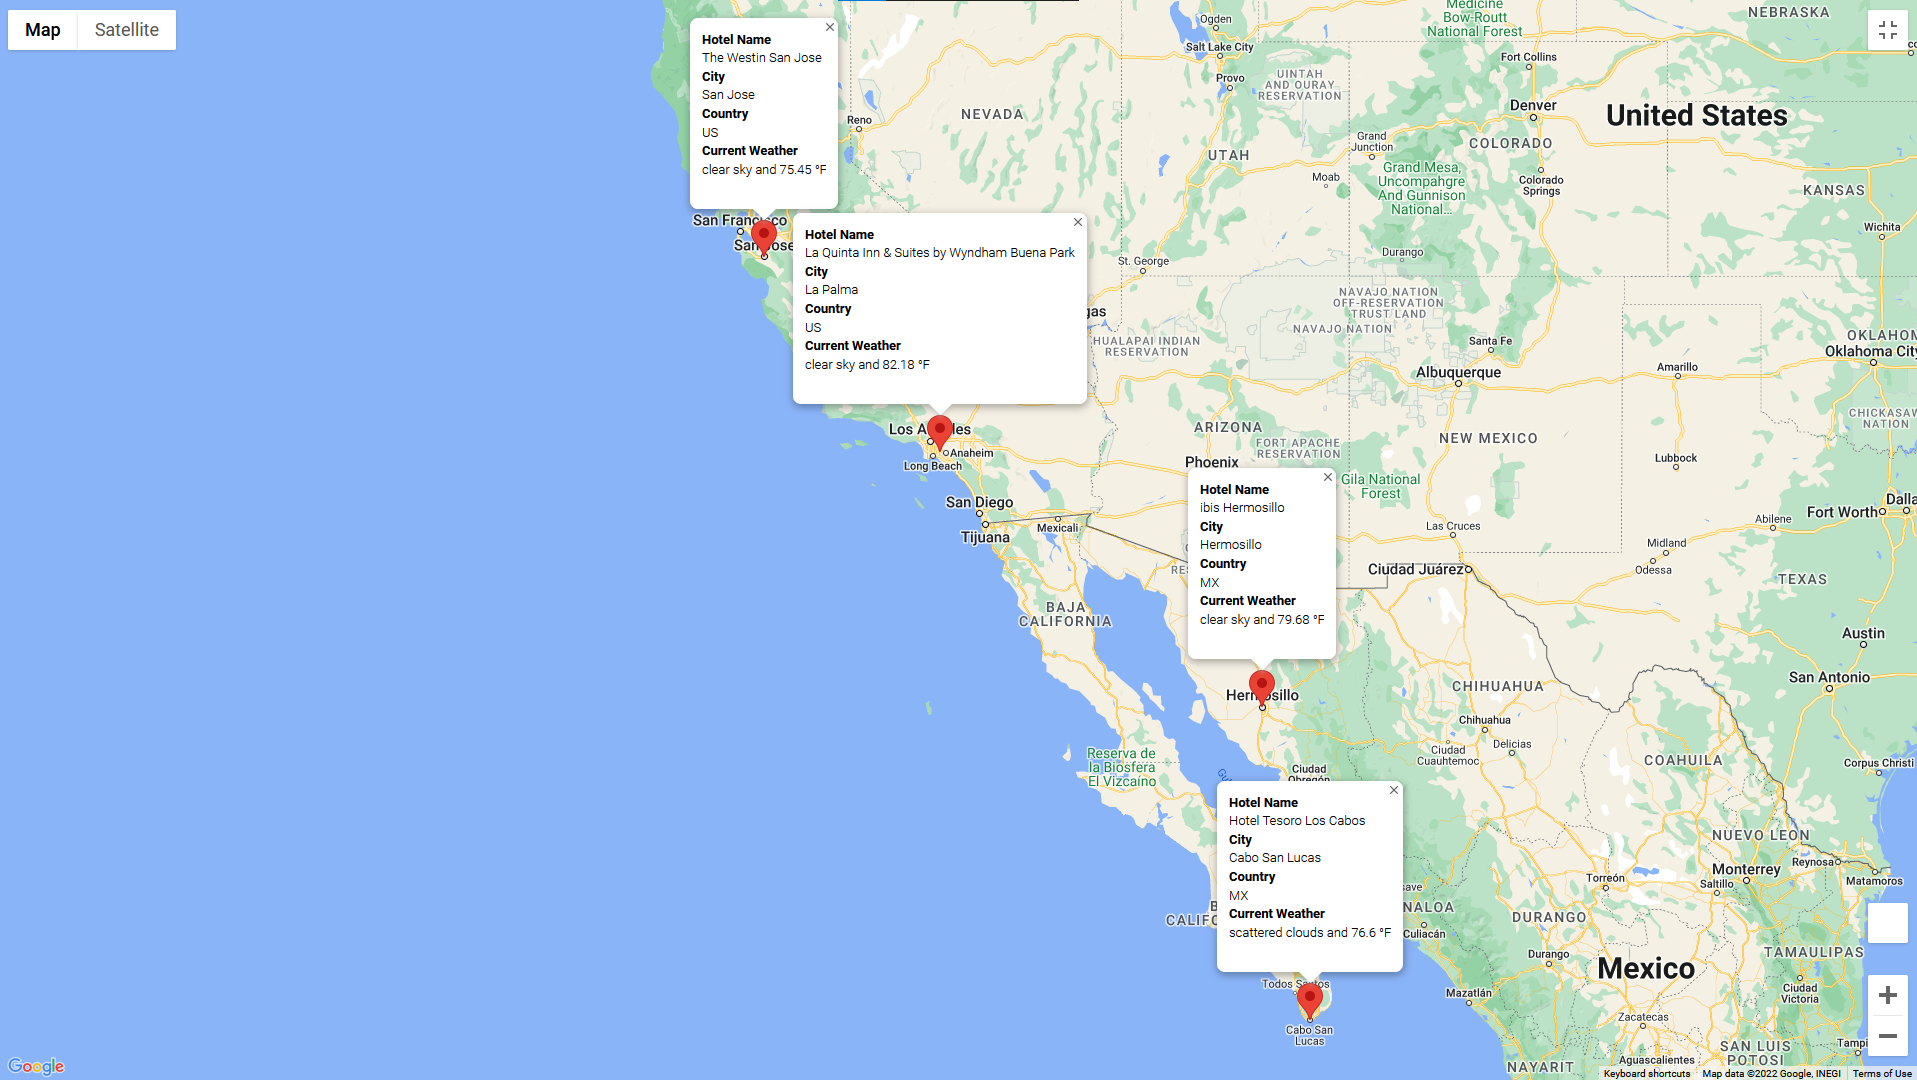 Map
Satellite
Hotel Name
The Westin San Jose
City
San Jose
Country
US
Current Weather
clear sky and 75.45 °F
Hotel Name
La Quinta Inn & Suites by Wyndham Buena Park
City
La Palma
Country
US
Current Weather
clear sky and 82.18 °F
Hotel Name
ibis Hermosillo
City
Hermosillo
Country
MX
Current Weather
clear sky and 79.68 °F
Hotel Name
Hotel Tesoro Los Cabos
City
Cabo San Lucas
Country
MX
Current Weather
scattered clouds and 76.6 °F
Medicine
Bow-Routt
National Forest
NEBRASKA
Ogden
Salt Lake City
Provo
UINTAH
AND OURAY
RESERVATION
Fort Collins
Denver
United States
Reno
NEVADA
UTAH
Grand
Junction
COLORADO
Grand Mesa,
Uncompahgre
And Gunnison
National...
Moab
Colorado
Springs
KANSAS
San Francisco
San Jose
Wichita
St. George
Durango
NAVAJO NATION
OFF-RESERVATION
TRUST LAND
NAVAJO NATION
gas
HUALAPAI INDIAN
RESERVATION
Santa Fe
Albuquerque
Amarillo
OKLAHOM
Oklahoma City
CHICKASAW
NATION
Los Angeles
Anaheim
Long Beach
ARIZONA
FORT APACHE
RESERVATION
NEW MEXICO
Phoenix
Lubbock
Gila National
Forest
San Diego
Tijuana
Mexicali
Las Cruces
Dalla
Fort Worth
Abilene
Midland
Odessa
RES
Ciudad Juárez
TEXAS
BAJA
CALIFORNIA
Austin
San Antonio
Hermosillo
CHIHUAHUA
Chihuahua
Ciudad
Cuauhtemoc
Delicias
Reserva de
la Biosfera
El Vizcaíno
Gu
Ciudad
Obregón
COAHUILA
Corpus Christi
NUEVO LEON
Reynosa
Monterrey
Saltillo
Torreón
Matamoros
save
B
CALIFO
NALOA
Culiacán
DURANGO
Durango
Mexico
TAMAULIPAS
Ciudad
Victoria
Todos Santos
Mazatlán
Cabo San
Lucas
Zacatecas
SAN LUIS
POTOSI
Tampi
Aguascalientes
NAYARIT
Google
Keyboard shortcuts
Map data ©2022 Google, INEGI
Terms of Use